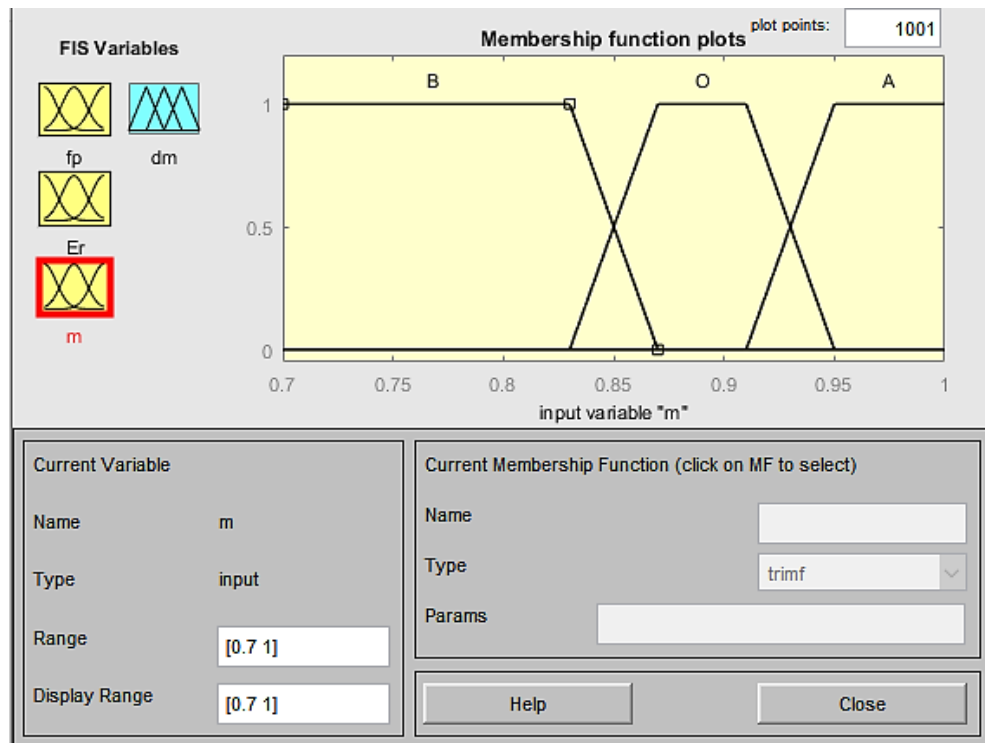 FIS Variables
fp
dm
Er
m
Membership function plots
plot points:
1001
B
O
A
1
0.5
0
0.7
0.75
0.8
0.85
0.9
0.95
1
input variable "m"
Current Variable
Name
m
Type
input
Range
[0.7 1]
Display Range
[0.7 1]
Current Membership Function (click on MF to select)
Name
Type
trimf
Params
Help
Close